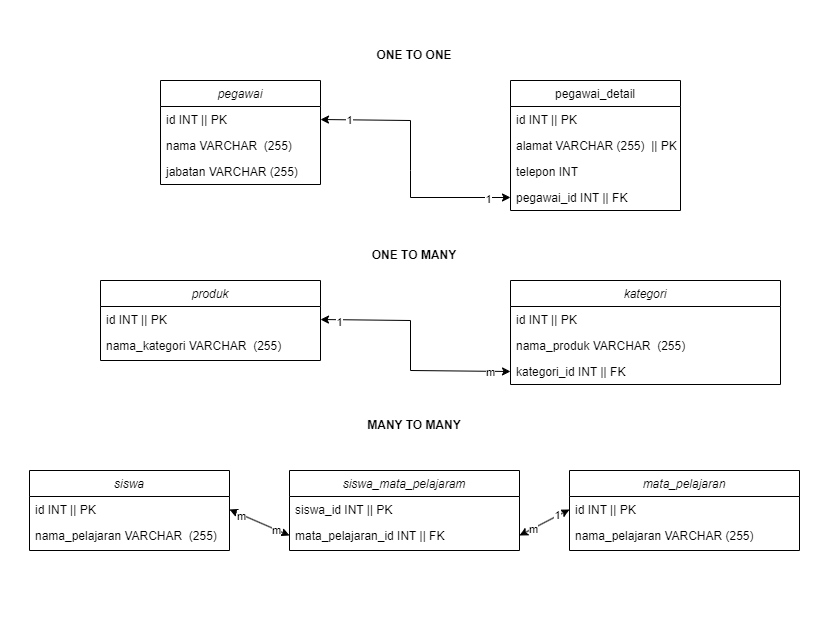 ONE TO ONE
pegawai
id INT || PK
nama VARCHAR (255)
jabatan VARCHAR (255)
1
1
pegawai_detail
id INT || PK
alamat VARCHAR (255) || PK
telepon INT
pegawai_id INT || FK
ONE TO MANY
produk
id INT || PK
nama_kategori VARCHAR (255)
1
m
kategori
id INT || PK
nama_produk VARCHAR (255)
kategori_id INT || FK
MANY TO MANY
siswa
id INT || PK
nama_pelajaran VARCHAR (255)
m
m
siswa_mata_pelajaram
siswa_id INT || PK
mata_pelajaran_id INT || FK
m
1
mata_pelajaran
id INT || PK
nama_pelajaran VARCHAR (255)